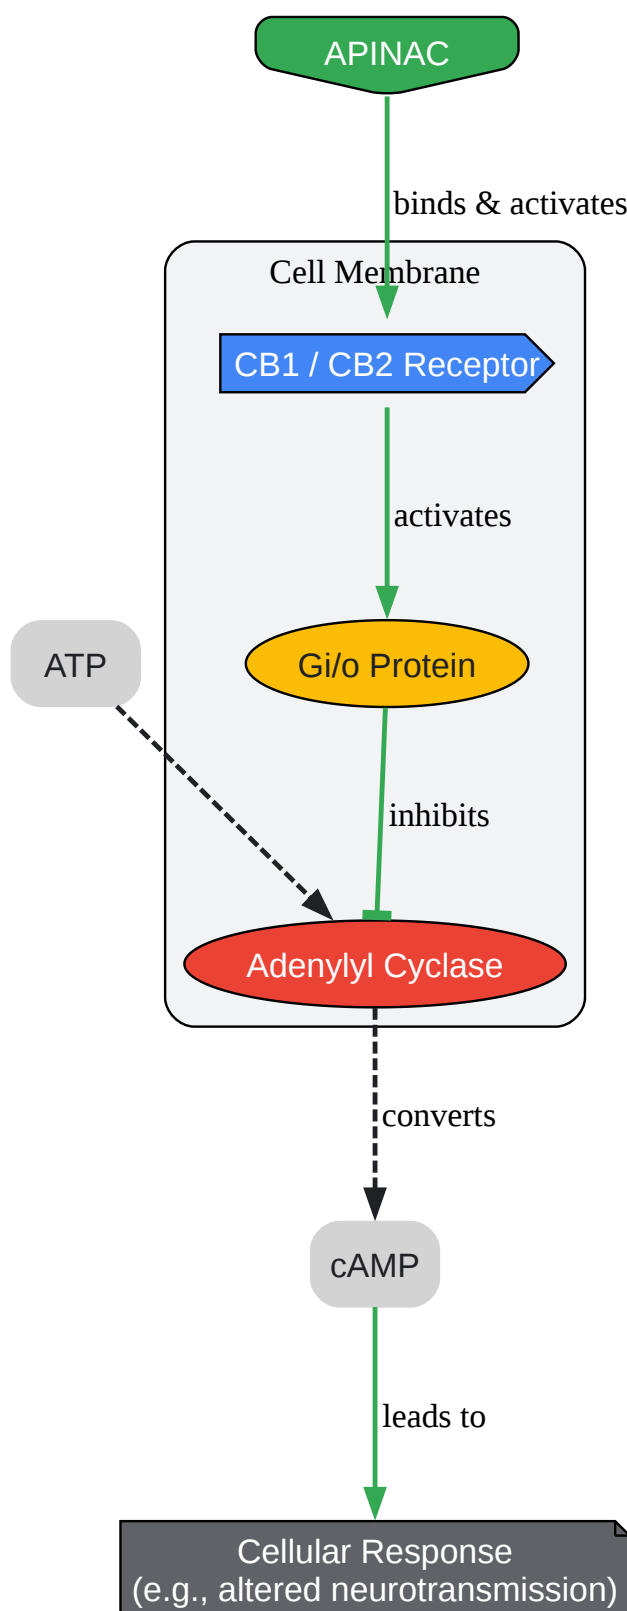 APINAC
binds & activates
Cell Membrane
CB1 / CB2 Receptor
activates
ATP
Gi/o Protein
inhibits
Adenylyl Cyclase
converts
cAMP
leads to
Cellular Response
(e.g., altered neurotransmission)